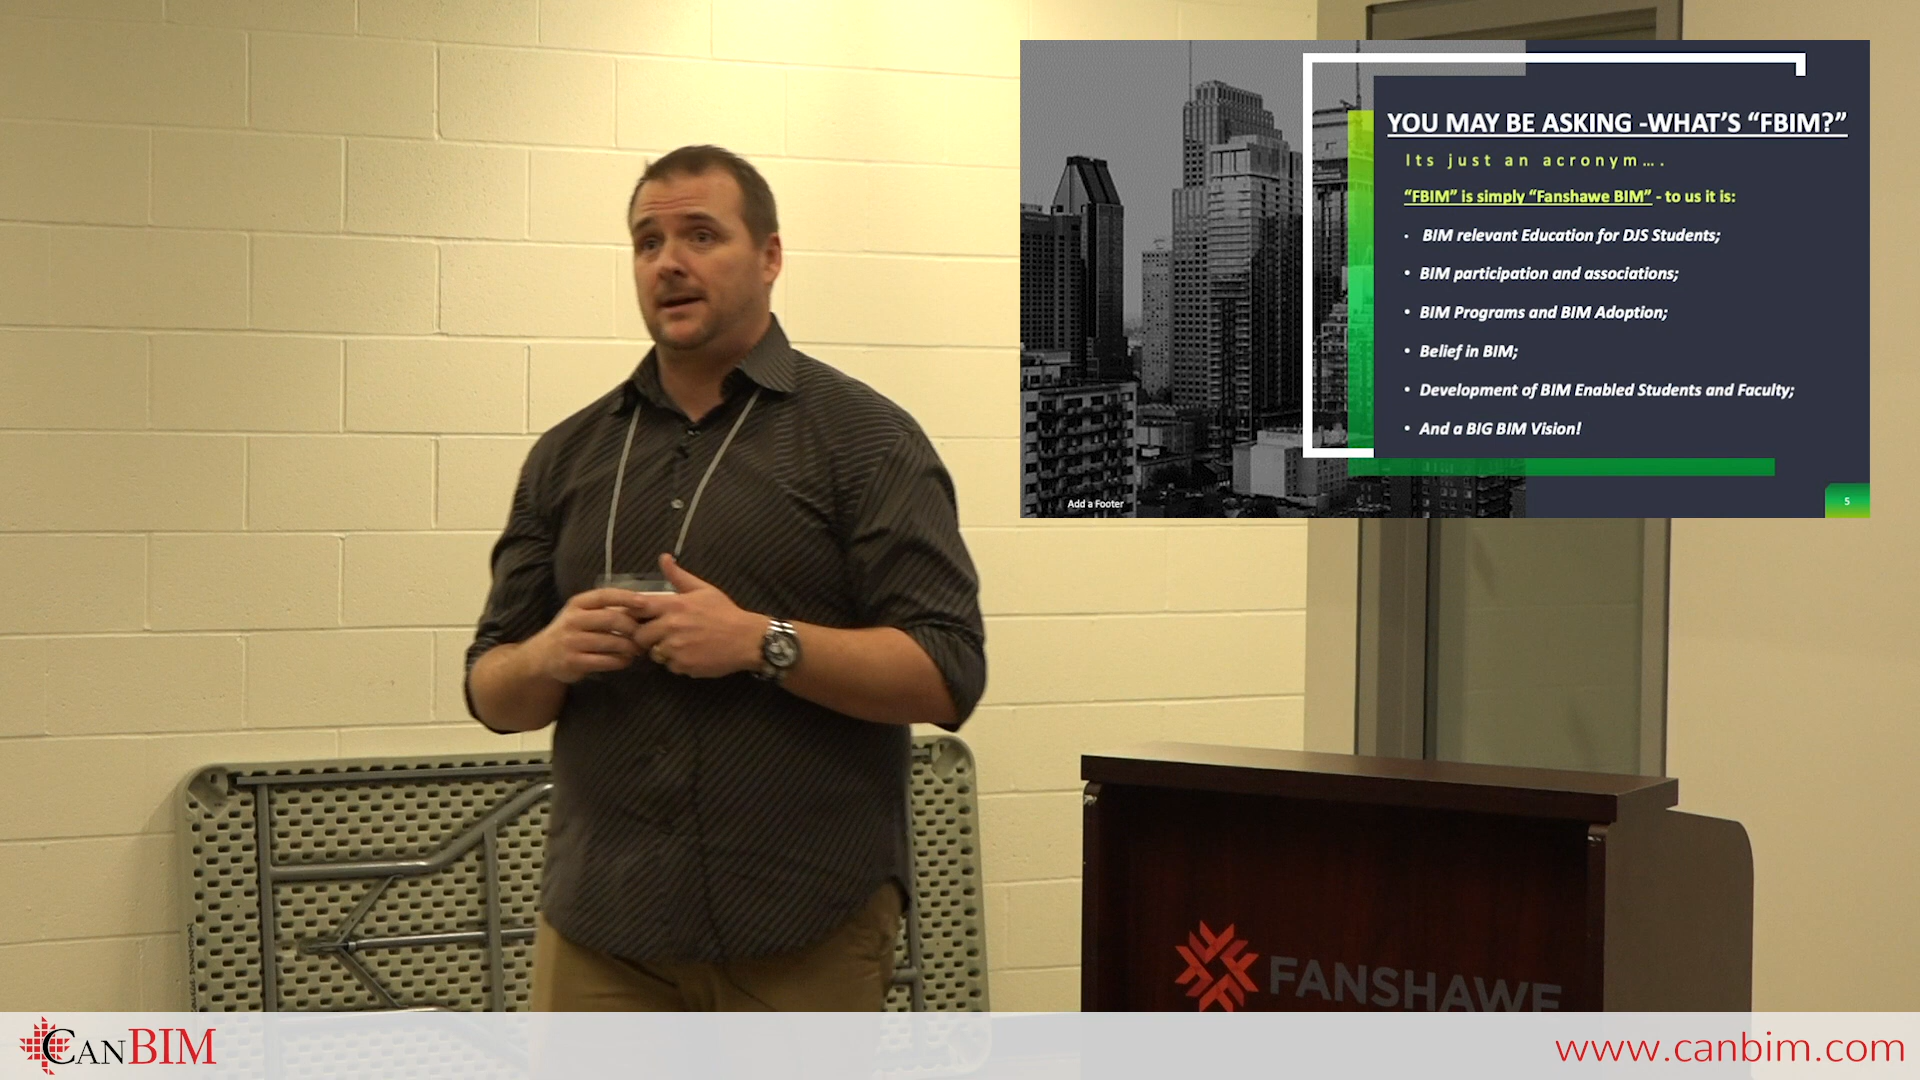 YOU MAY BE ASKING -WHAT'S “FBIM?”
Its just an acronym….
“FBIM” is simply “Fanshawe BIM” - to us it is:
• BIM relevant Education for DJS Students;
• BIM participation and associations;
• BIM Programs and BIM Adoption;
• Belief in BIM;
• Development of BIM Enabled Students and Faculty;
• And a BIG BIM Vision!
Add a Footer
5
FANSHAWE
CANBIM
www.canbim.com